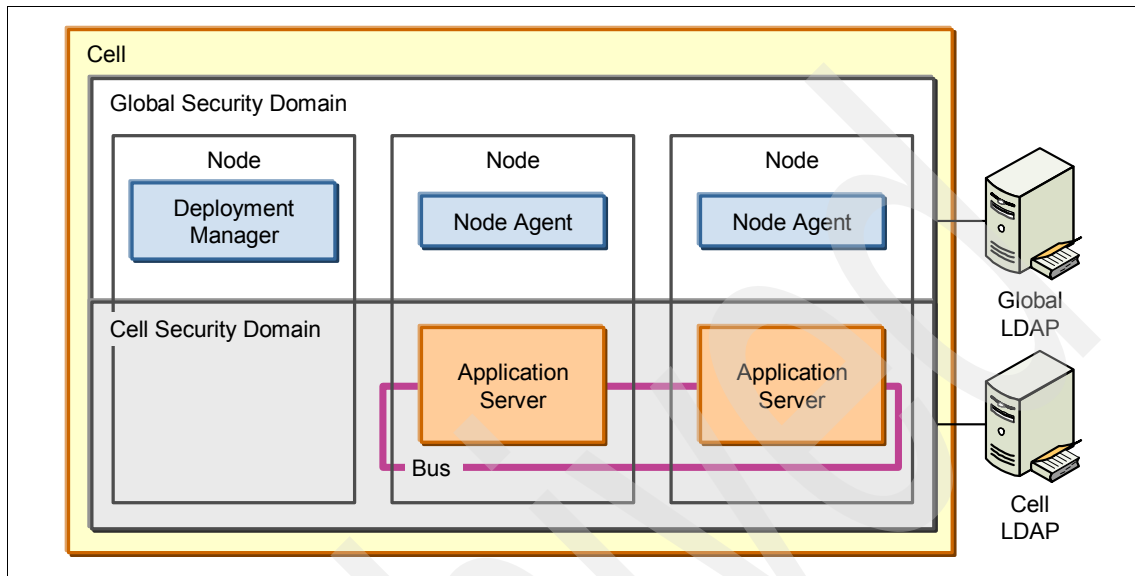 Cell
Global Security Domain
Node
Node
Node
Deployment
Manager
Node Agent
Node Agent
Global
LDAP
Cell Security Domain
Application
Server
Application
Server
Bus
Cell
LDAP